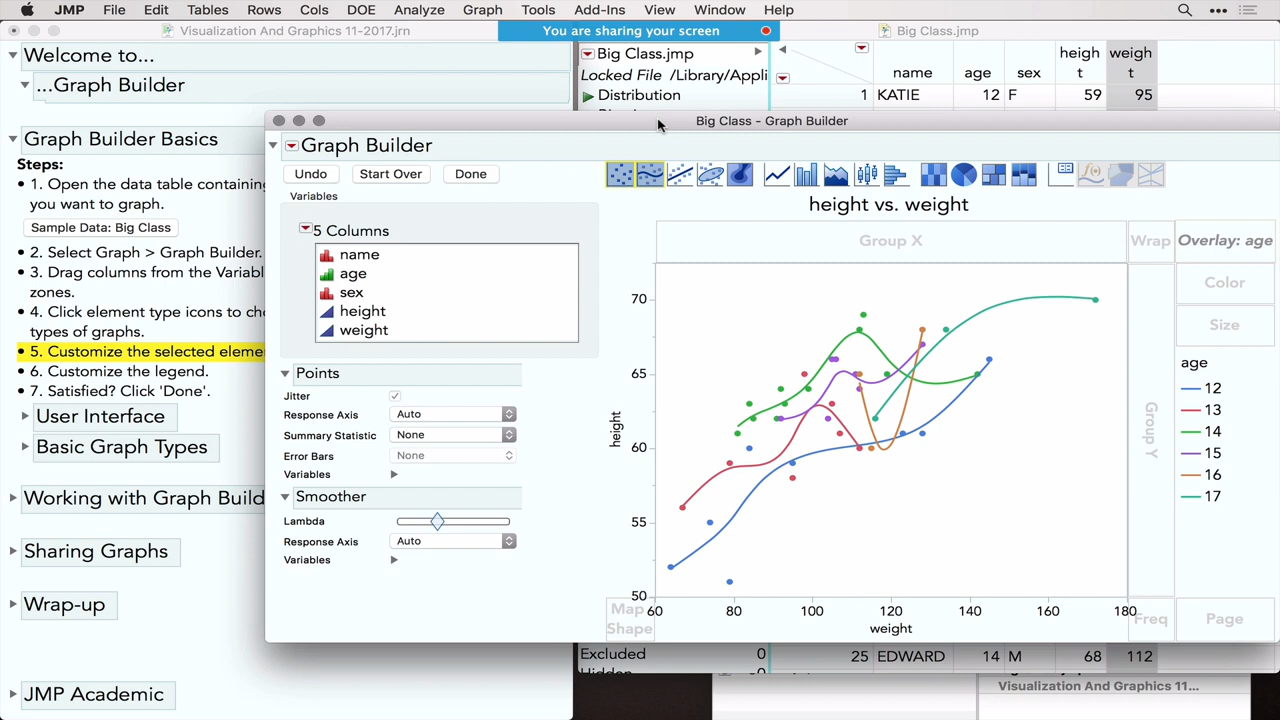 JMP File Edit Tables Rows Cols DOE Analyze Graph Tools Add-Ins View Window Help
Visualization And Graphics 11-2017.jrn
You are sharing your screen
Big Class.jmp
Welcome to...
...Graph Builder
Graph Builder Basics
Steps:
• 1. Open the data table containing
you want to graph.
Sample Data: Big Class
• 2. Select Graph > Graph Builder.
• 3. Drag columns from the Variab
zones.
• 4. Click element type icons to ch
types of graphs.
• 5. Customize the selected eleme
• 6. Customize the legend.
• 7. Satisfied? Click 'Done'.
User Interface
Basic Graph Types
Working with Graph Build
Sharing Graphs
Wrap-up
JMP Academic
Big Class.jmp
Locked File /Library/Appli
Distribution
name age sex heigh
t weigh
t
1 KATIE 12 F 59 95
Big Class - Graph Builder
Graph Builder
Undo Start Over Done
Variables
5 Columns
name
age
sex
height
weight
Points
Jitter
Response Axis Auto
Summary Statistic None
Error Bars None
Variables
Smoother
Lambda
Response Axis Auto
Variables
height vs. weight
Group X
Wrap
Overlay: age
Color
Size
Group Y
age
12
13
14
15
16
17
height
70
65
60
55
50
60 80 100 120 140 160 180
weight
Map
Shape
Freq
Page
Excluded 0
Hidden
25 EDWARD 14 M 68 112
Visualization And Graphics 11...